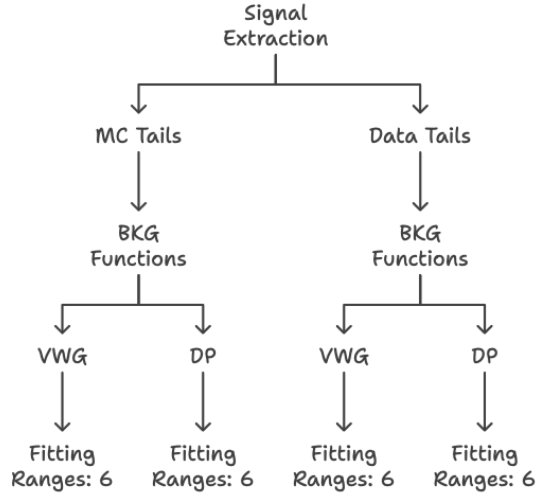 Signal
Extraction
MC Tails
Data Tails
BKG
Functions
BKG
Functions
VWG
DP
VWG
DP
Fitting
Ranges: 6
Fitting
Ranges: 6
Fitting
Ranges: 6
Fitting
Ranges: 6